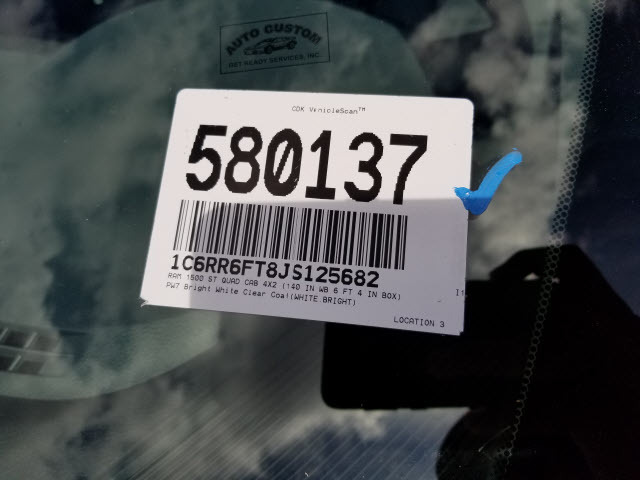 AUTO CUSTOM
GET READY SERVICES, INC.
CDK VehicleScan™
580137
1C6RR6FT8JS125682
RAM 1500 ST QUAD CAB 4X2 (140 IN WB 6 FT 4 IN BOX)
PW7 Bright White Clear Coat(WHITE BRIGHT)
LOCATION 3